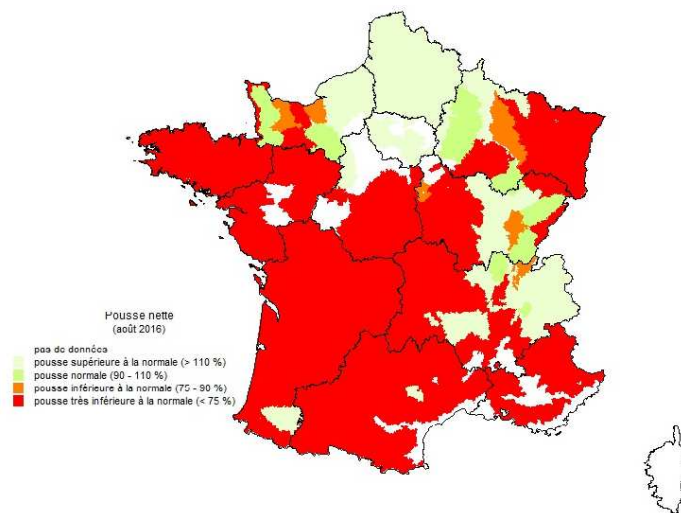 Pousse nette
(août 2016)
pas de données
pousse supérieure à la normale (> 110 %)
pousse normale (90 - 110 %)
pousse inférieure à la normale (75 - 90 %)
pousse très inférieure à la normale (< 75 %)